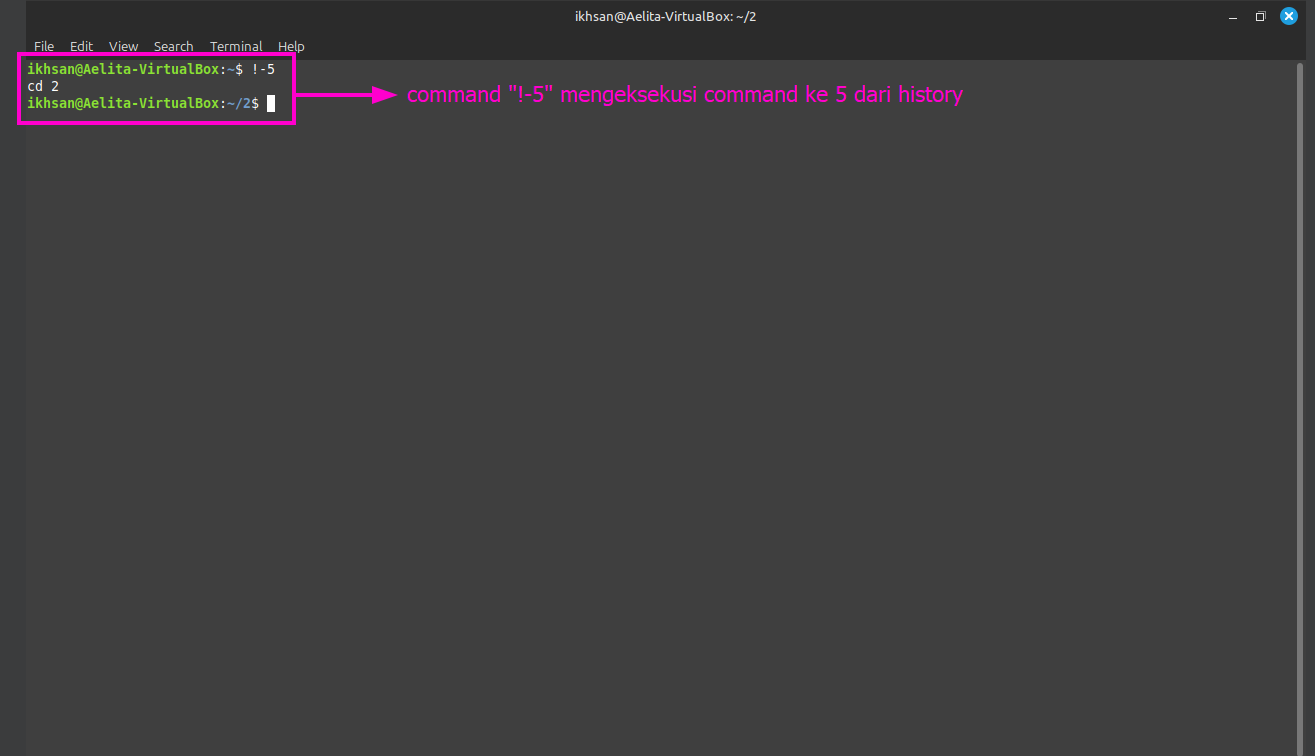 ikhsan@Aelita-VirtualBox: ~/2
File Edit View Search Terminal Help
ikhsan@Aelita-VirtualBox:~$ !-5
cd 2
ikhsan@Aelita-VirtualBox:~/2$
command "!-5" mengeksekusi command ke 5 dari history